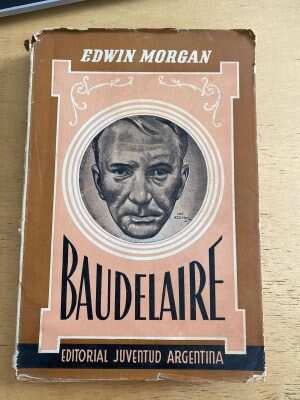 EDWIN MORGAN
BAUDELAIRE
EDITORIAL JUVENTUD ARGENTINA